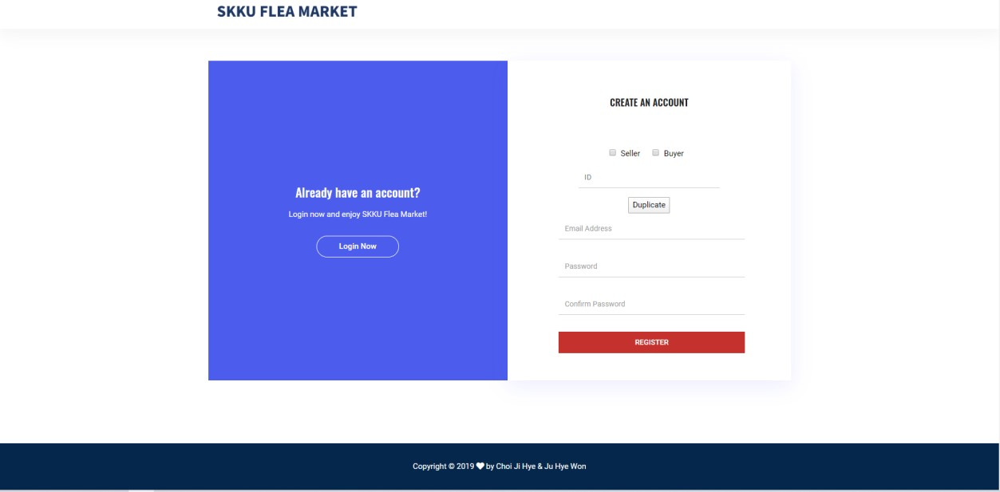 SKKU FLEA MARKET
Already have an account?
Login now and enjoy SKKU Flea Market!
Login Now
CREATE AN ACCOUNT
Seller Buyer
ID
Duplicate
Email Address
Password
Confirm Password
REGISTER
Copyright © 2019 ♥ by Choi Ji Hye & Ju Hye Won